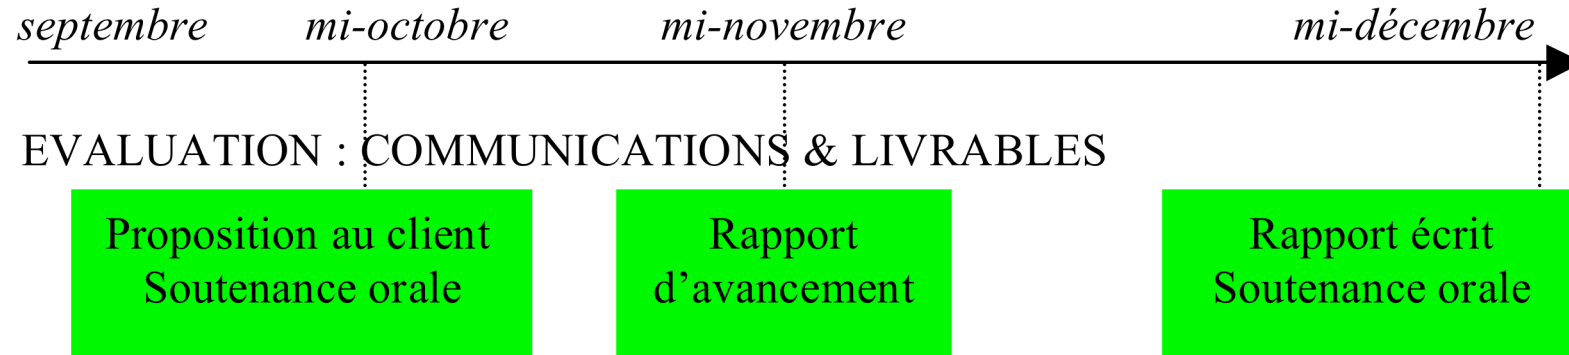 septembre mi-octobre mi-novembre mi-décembre
EVALUATION : COMMUNICATIONS & LIVRABLES
Proposition au client
Soutenance orale
Rapport
d’avancement
Rapport écrit
Soutenance orale